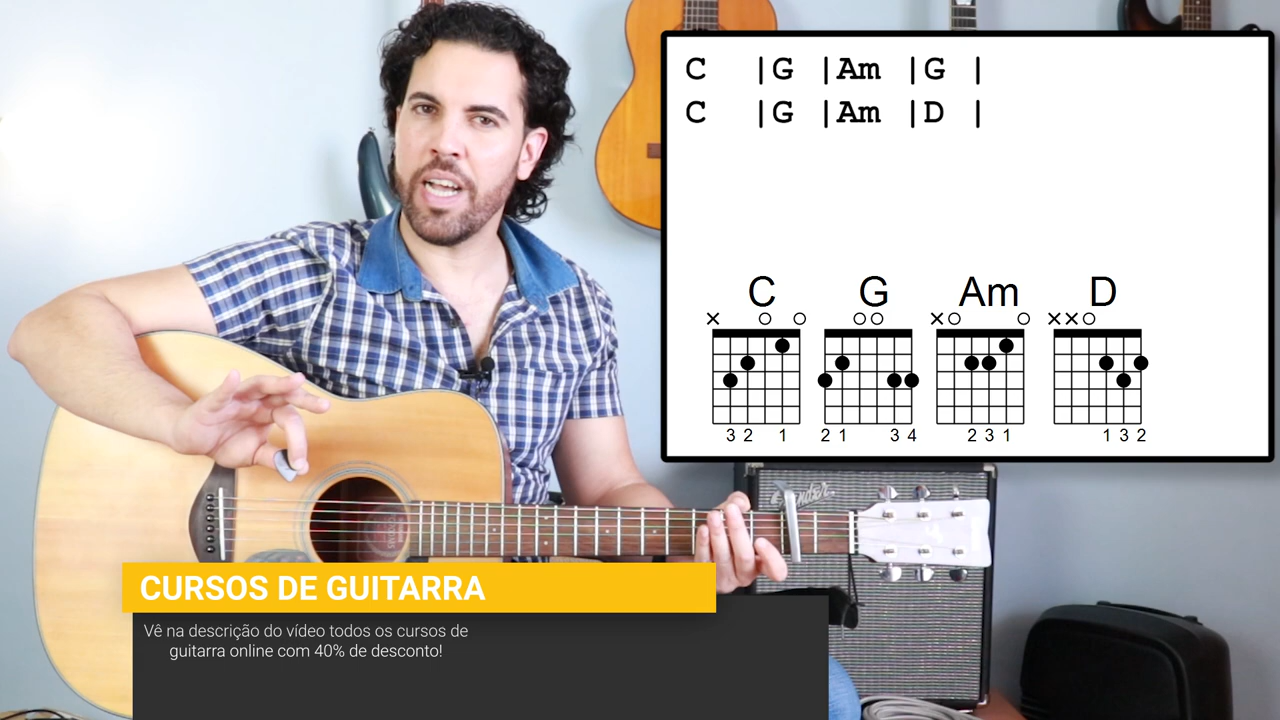 C |G |Am |G |
C |G |Am |D |
C G Am D
× ○ ○ ○○ ×○ ○ ××○
3 2 1 2 1 3 4 2 3 1 1 3 2
Fender
CURSOS DE GUITARRA
Vê na descrição do vídeo todos os cursos de
guitarra online com 40% de desconto!